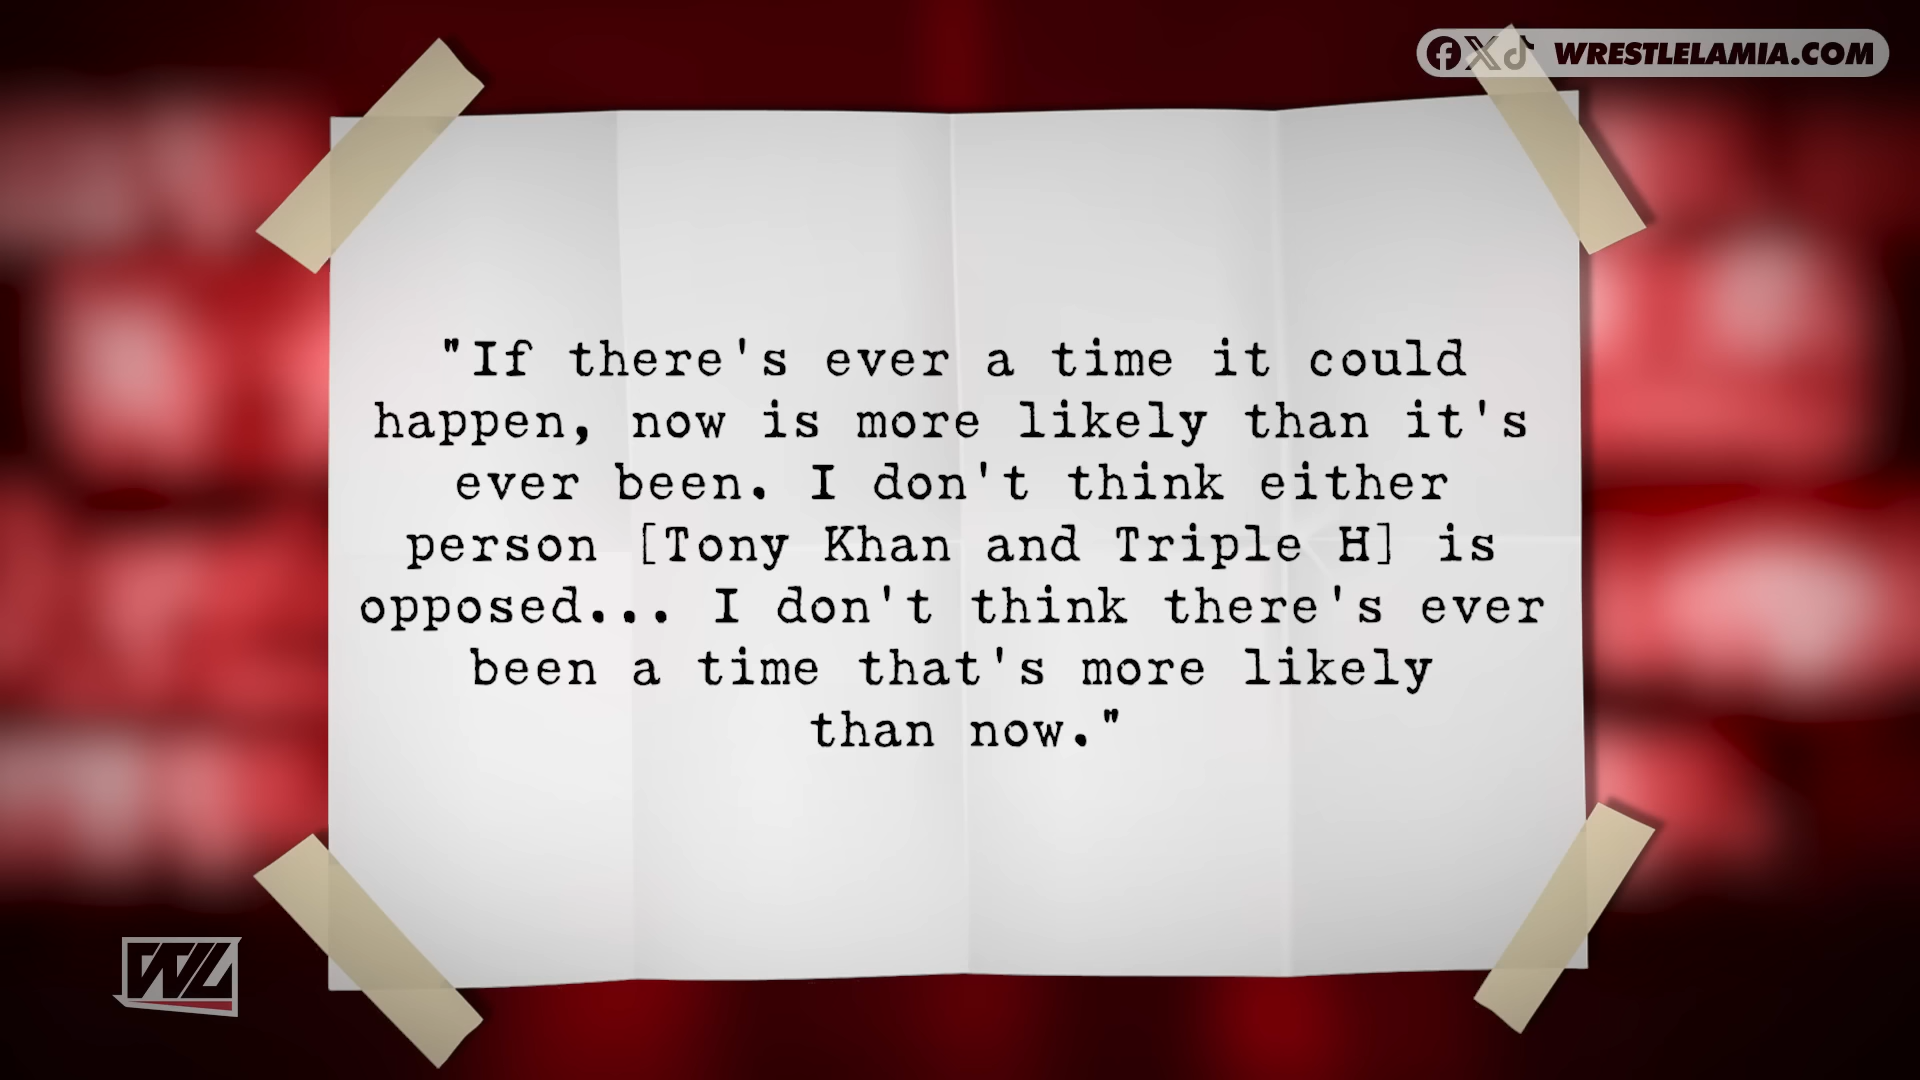 WRESTLELAMIA.COM
"If there's ever a time it could
happen, now is more likely than it's
ever been. I don't think either
person [Tony Khan and Triple H] is
opposed... I don't think there's ever
been a time that's more likely
than now."
WL